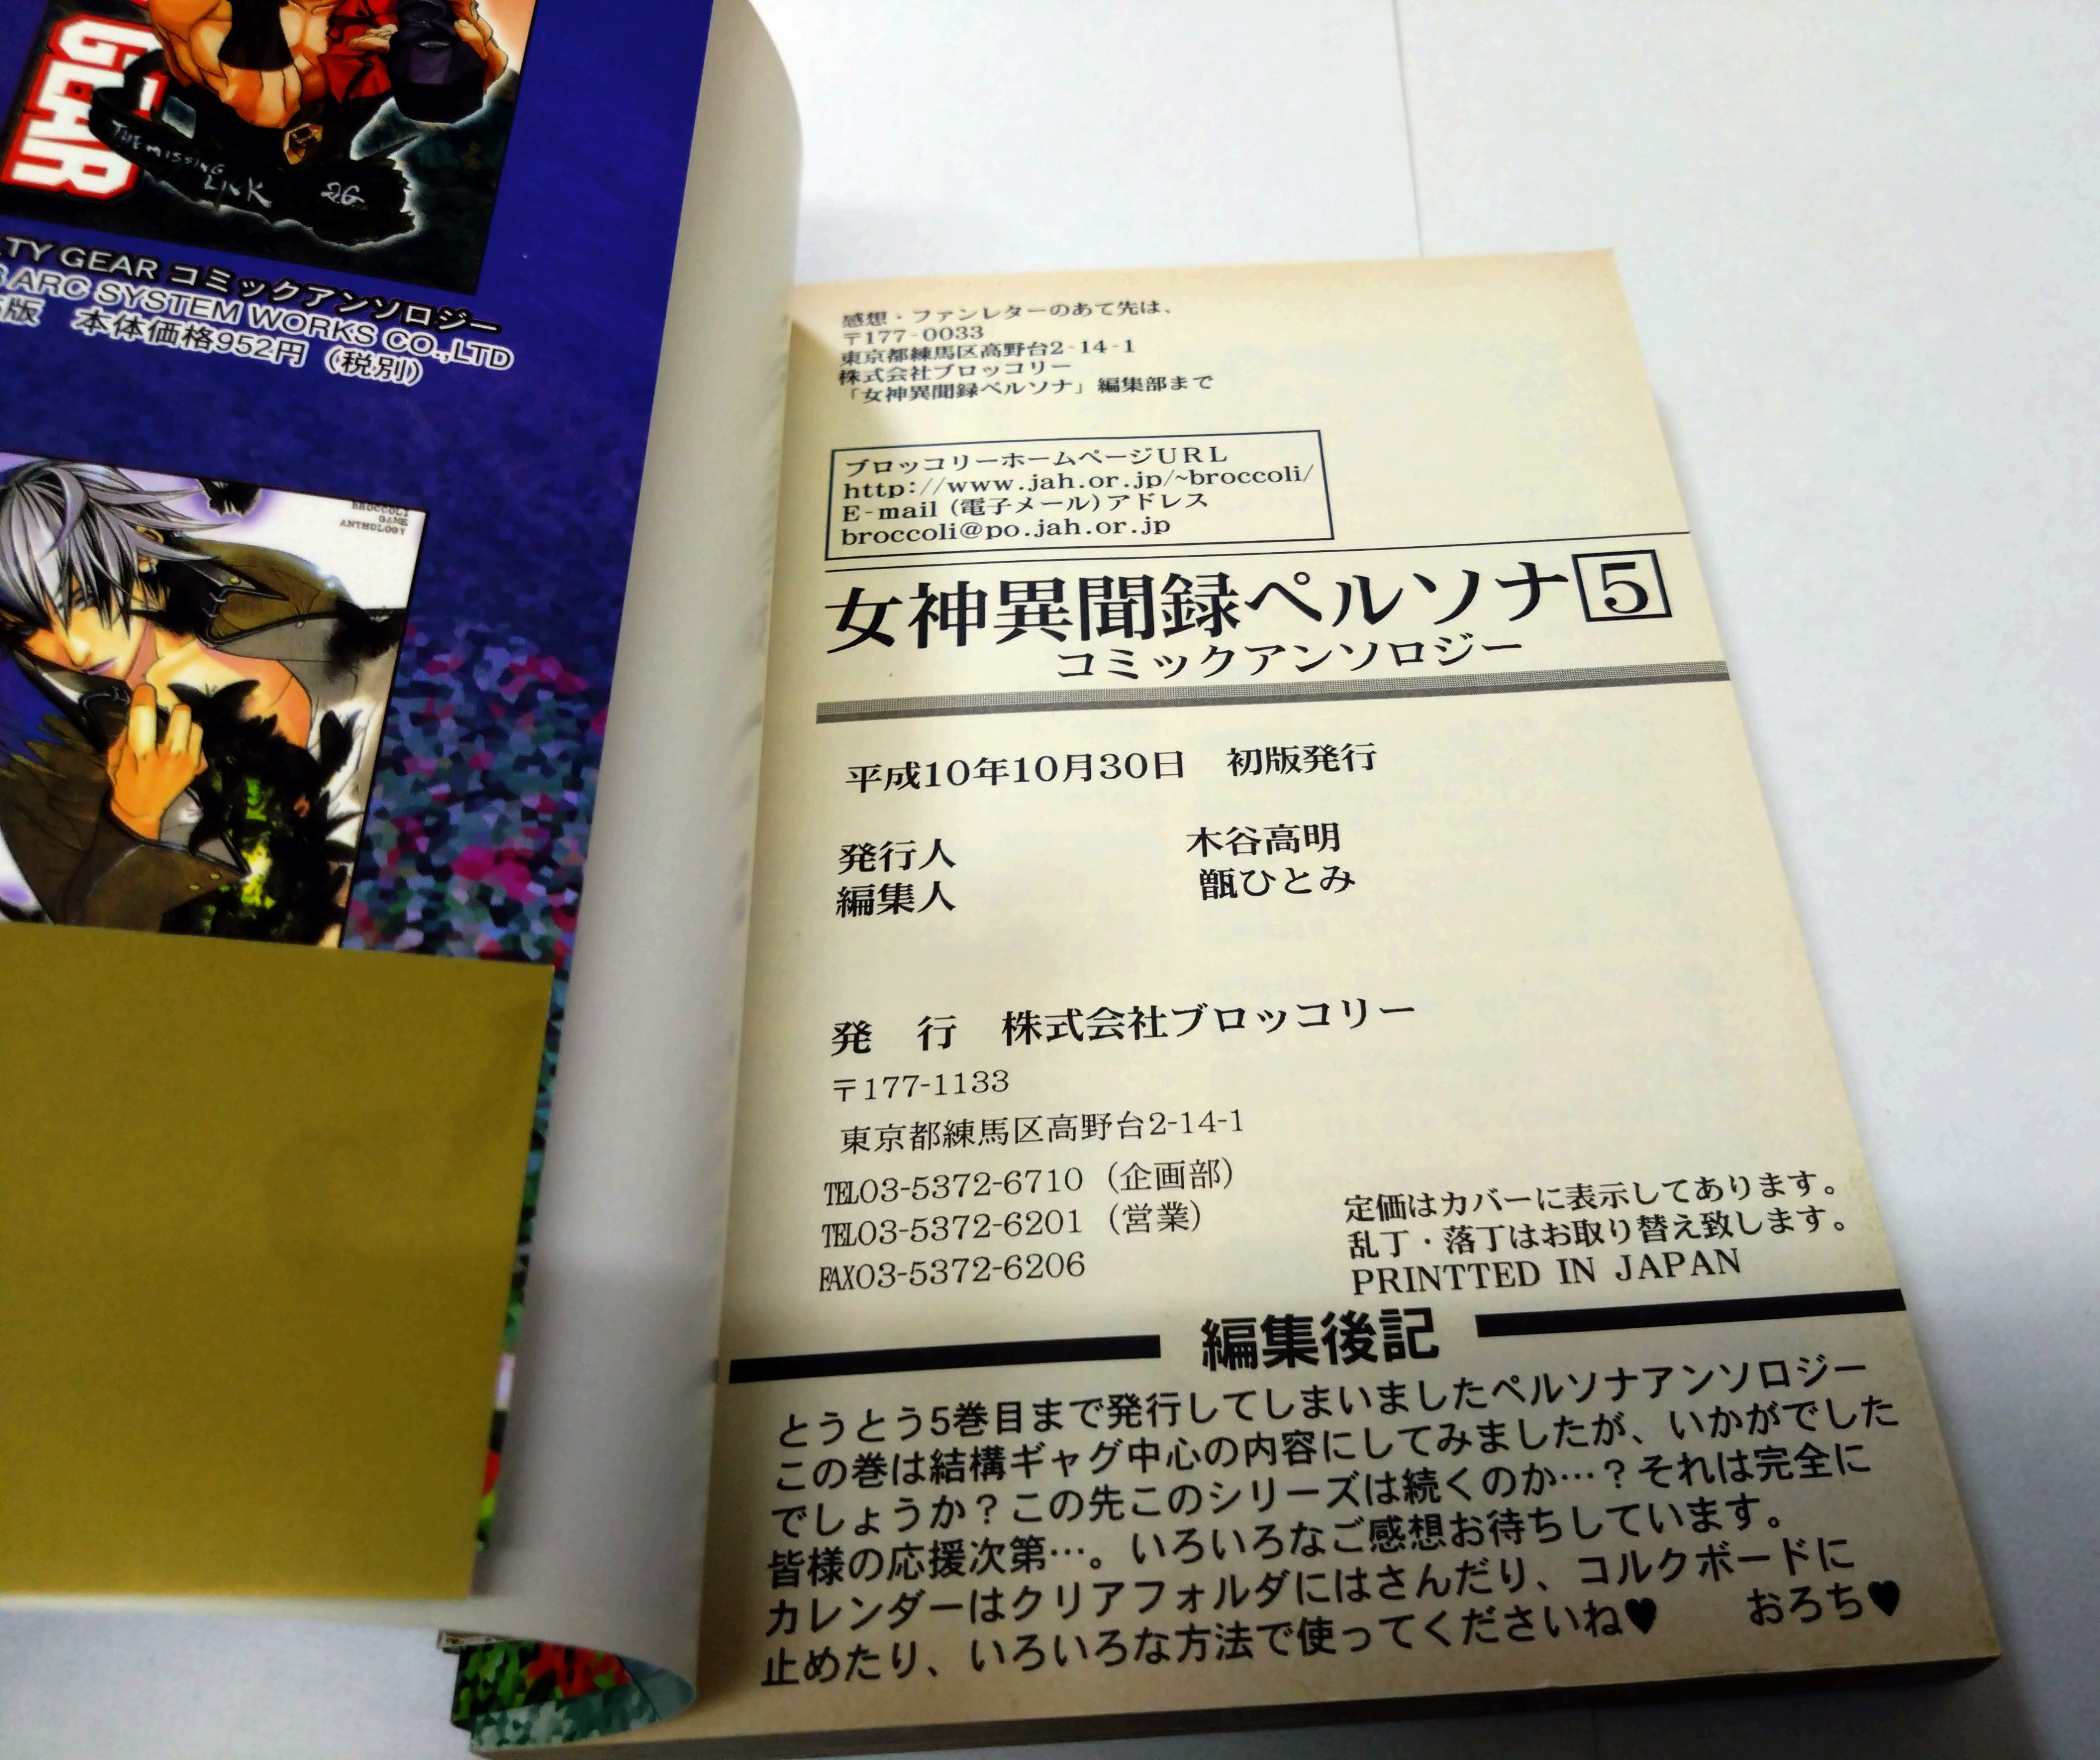 GEAR
THE MISSING
LINK
TY GEAR コミックアンソロジー
ARC SYSTEM WORKS CO.,LTD
版 本体価格952円（税別）
BROCCOLI
GAME
ANTHOLOGY
感想・ファンレターのあて先は、
〒177-0033
東京都練馬区高野台2-14-1
株式会社ブロッコリー
「女神異聞録ペルソナ」編集部まで
ブロッコリーホームページURL
http://www.jah.or.jp/~broccoli/
E-mail（電子メール）アドレス
broccoli@po.jah.or.jp
女神異聞録ペルソナ5
コミックアンソロジー
平成10年10月30日 初版発行
発行人 木谷高明
編集人 甑ひとみ
発 行 株式会社ブロッコリー
〒177-1133
東京都練馬区高野台2-14-1
TEL03-5372-6710（企画部）
TEL03-5372-6201（営業）
FAX03-5372-6206
定価はカバーに表示してあります。
乱丁・落丁はお取り替え致します。
PRINTTED IN JAPAN
編集後記
とうとう5巻目まで発行してしまいましたペルソナアンソロジー
この巻は結構ギャグ中心の内容にしてみましたが、いかがでした
でしょうか？この先このシリーズは続くのか…？それは完全に
皆様の応援次第…。いろいろなご感想お待ちしています。
カレンダーはクリアフォルダにはさんだり、コルクボードに
止めたり、いろいろな方法で使ってくださいね♥ おろち♥